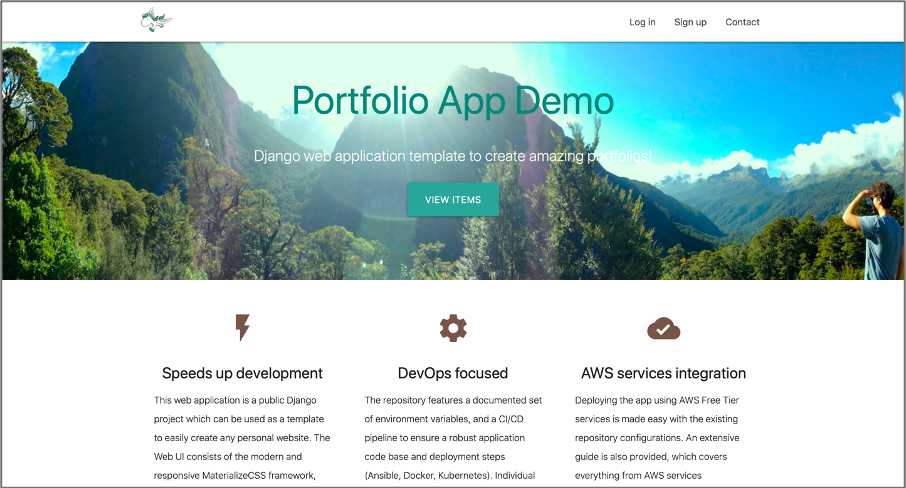 Log in Sign up Contact
Portfolio App Demo
Django web application template to create amazing portfolios!
VIEW ITEMS
Speeds up development
This web application is a public Django
project which can be used as a template
to easily create any personal website. The
Web UI consists of the modern and
responsive MaterializeCSS framework,
DevOps focused
The repository features a documented set
of environment variables, and a CI/CD
pipeline to ensure a robust application
code base and deployment steps
(Ansible, Docker, Kubernetes). Individual
AWS services integration
Deploying the app using AWS Free Tier
services is made easy with the existing
repository configurations. An extensive
guide is also provided, which covers
everything from AWS services